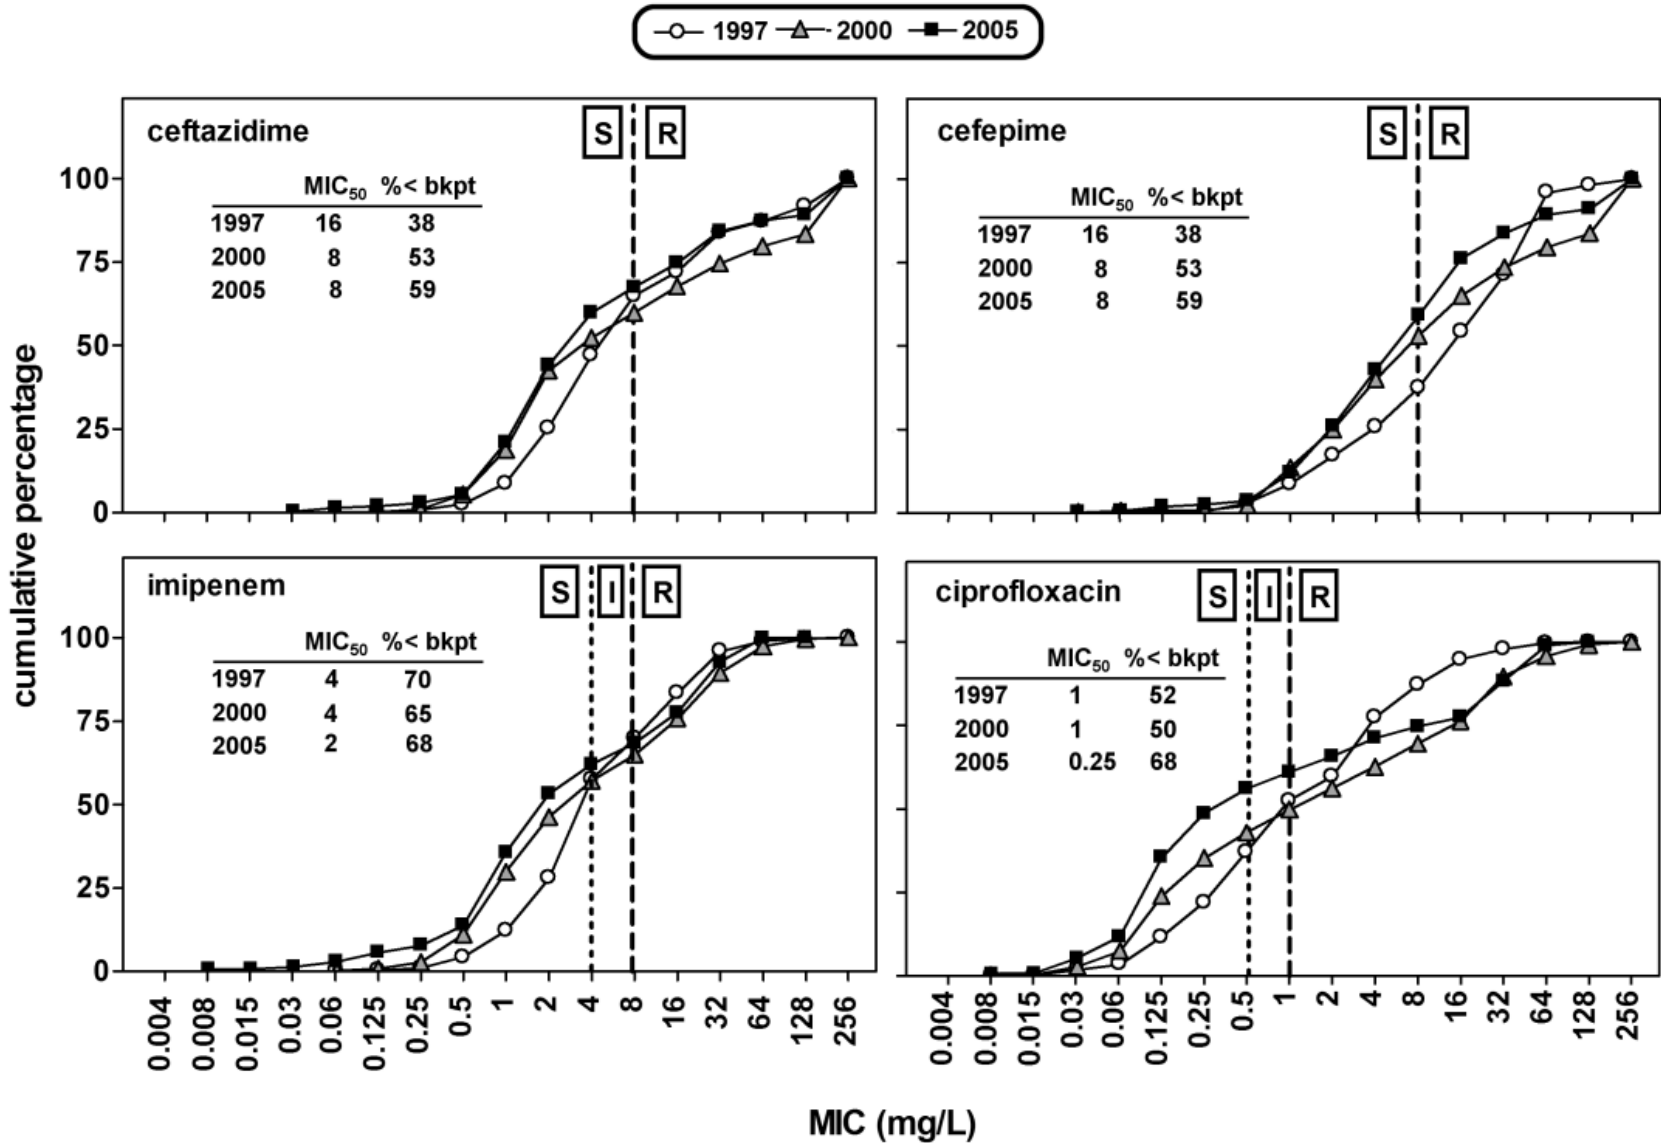 1997 2000 2005
ceftazidime
S R
MIC50 %< bkpt
1997 16 38
2000 8 53
2005 8 59
100
75
50
25
0
cefepime
S R
MIC50 %< bkpt
1997 16 38
2000 8 53
2005 8 59
cumulative percentage
imipenem
S I R
MIC50 %< bkpt
1997 4 70
2000 4 65
2005 2 68
100
75
50
25
0
0.004 0.008 0.015 0.03 0.06 0.125 0.25 0.5 1 2 4 8 16 32 64 128 256
ciprofloxacin
S I R
MIC50 %< bkpt
1997 1 52
2000 1 50
2005 0.25 68
0.004 0.008 0.015 0.03 0.06 0.125 0.25 0.5 1 2 4 8 16 32 64 128 256
MIC (mg/L)